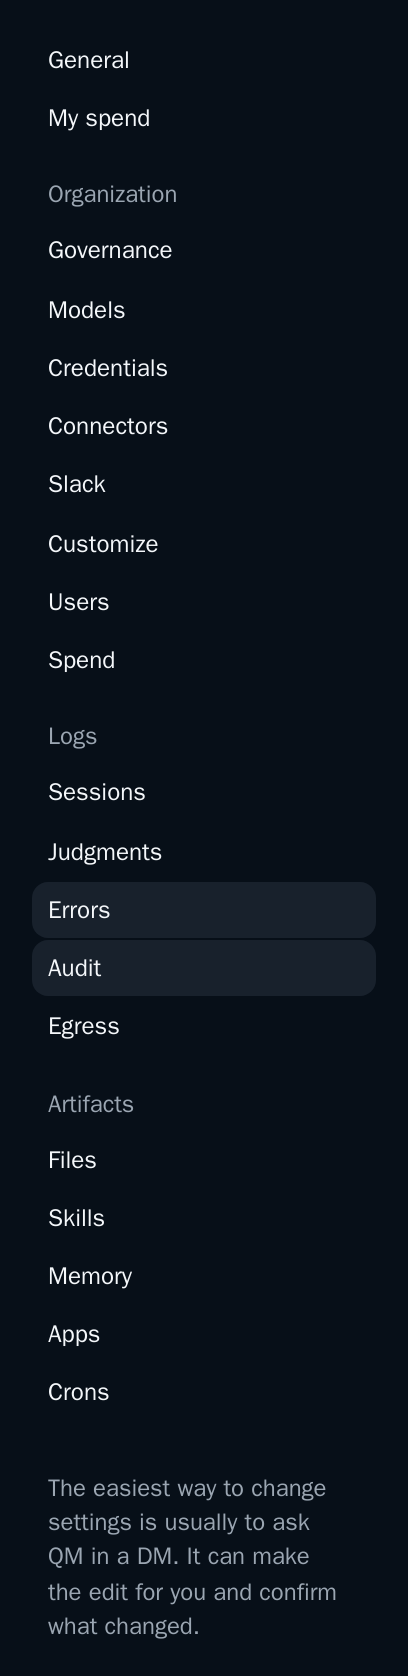 General
My spend
Organization
Governance
Models
Credentials
Connectors
Slack
Customize
Users
Spend
Logs
Sessions
Judgments
Errors
Audit
Egress
Artifacts
Files
Skills
Memory
Apps
Crons
The easiest way to change
settings is usually to ask
QM in a DM. It can make
the edit for you and confirm
what changed.